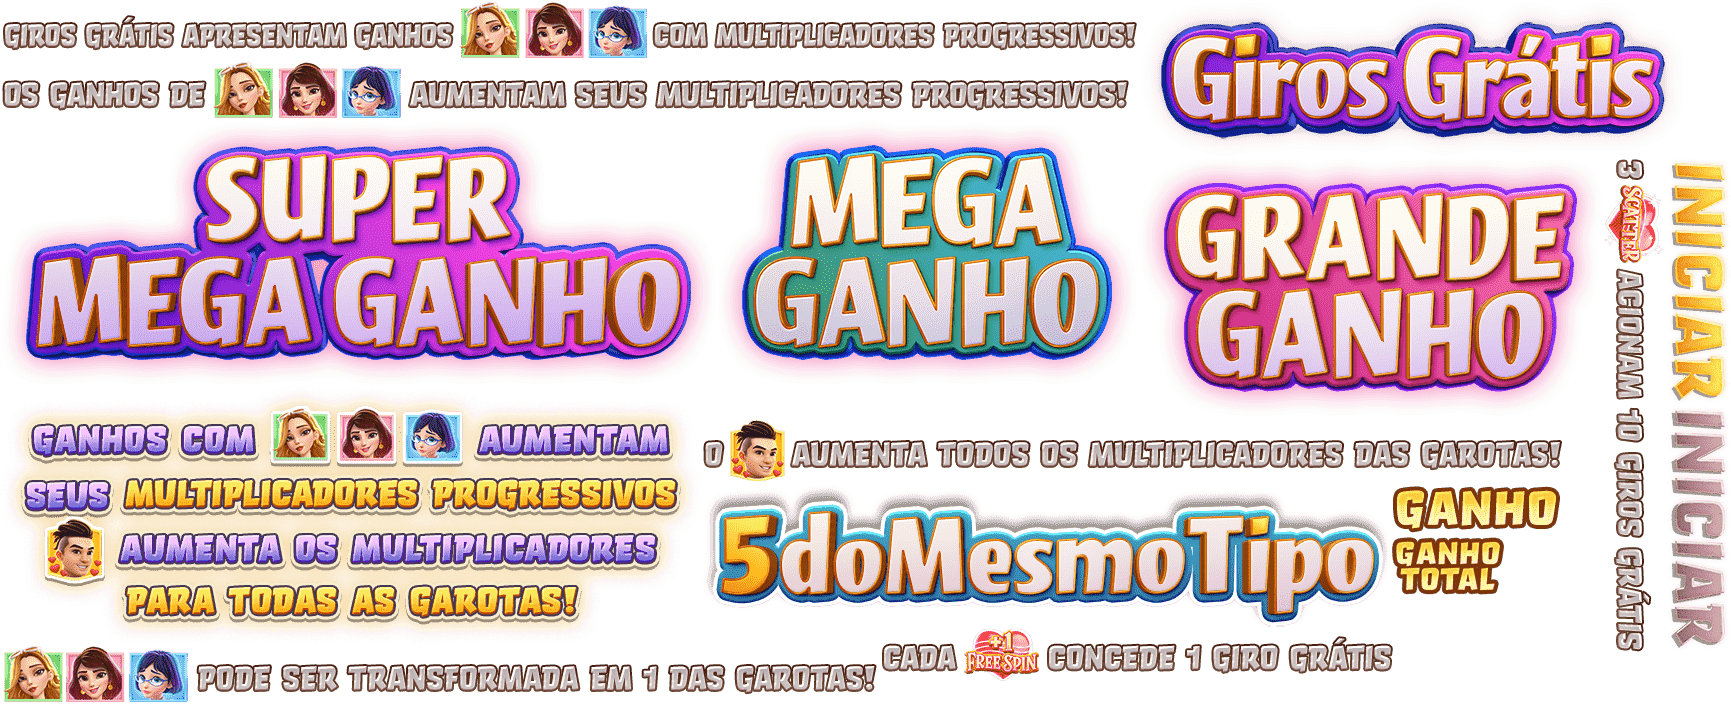 GIROS GRÁTIS APRESENTAM GANHOS COM MULTIPLICADORES PROGRESSIVOS!
OS GANHOS DE AUMENTAM SEUS MULTIPLICADORES PROGRESSIVOS!
Giros Grátis
SUPER
MEGA GANHO
MEGA
GANHO
GRANDE
GANHO
3 SCATTER ACIONAM 10 GIROS GRÁTIS
INICIAR
INICIAR
GANHOS COM AUMENTAM
SEUS MULTIPLICADORES PROGRESSIVOS
AUMENTA OS MULTIPLICADORES
PARA TODAS AS GAROTAS!
O AUMENTA TODOS OS MULTIPLICADORES DAS GAROTAS!
5doMesmoTipo
GANHO
GANHO
TOTAL
PODE SER TRANSFORMADA EM 1 DAS GAROTAS!
CADA +1 FREE SPIN CONCEDE 1 GIRO GRÁTIS